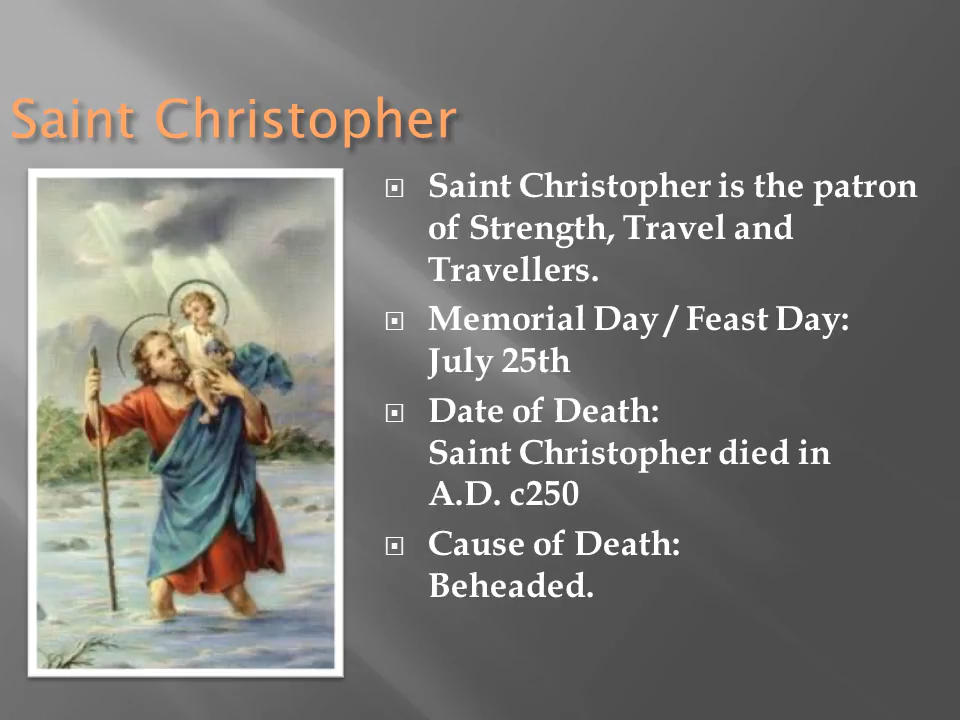 Saint Christopher
Saint Christopher is the patron
of Strength, Travel and
Travellers.
Memorial Day / Feast Day:
July 25th
Date of Death:
Saint Christopher died in
A.D. c250
Cause of Death:
Beheaded.